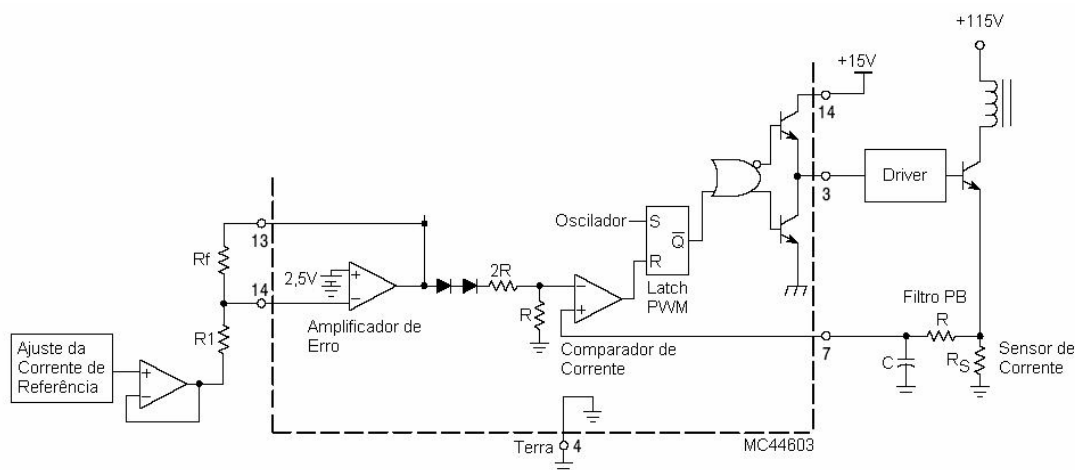 +115V
+15V
14
3
Driver
13
Rf
Oscilador
S
Q
R
Latch
PWM
2,5V
+
-
14
2R
-
+
R
R1
Amplificador de
Erro
Comparador de
Corrente
7
Filtro PB
R
C
RS
Sensor de
Corrente
Ajuste da
Corrente de
Referência
+
-
Terra
4
MC44603